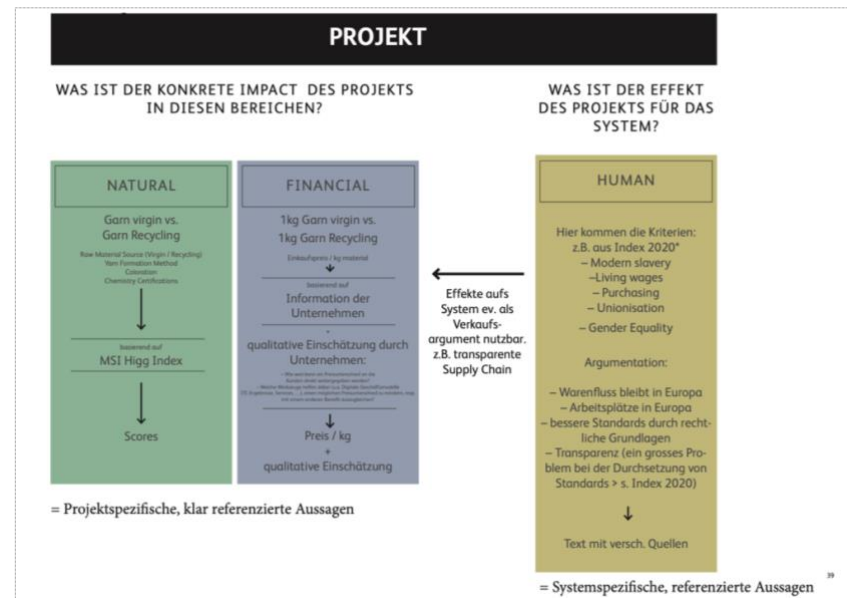 PROJEKT
WAS IST DER KONKRETE IMPACT DES PROJEKTS
IN DIESEN BEREICHEN?
NATURAL
Garn virgin vs.
Garn Recycling
Raw Material Source (Virgin / Recycling)
Yarn Formation Method
Coloration
Chemistry Certifications
basierend auf
MSI Higg Index
Scores
FINANCIAL
1kg Garn virgin vs.
1kg Garn Recycling
Einkaufspreis / kg material
basierend auf
Information der
Unternehmen
qualitative Einschätzung durch
Unternehmen:
Preis / kg
+
qualitative Einschätzung
= Projektspezifische, klar referenzierte Aussagen
Effekte aufs
System ev. als
Verkaufs-
argument nutzbar.
z.B. transparente
Supply Chain
WAS IST DER EFFEKT
DES PROJEKTS FÜR DAS
SYSTEM?
HUMAN
Hier kommen die Kriterien:
z.B. aus Index 2020*
– Modern slavery
–Living wages
– Purchasing
– Unionisation
– Gender Equality
Argumentation:
– Warenfluss bleibt in Europa
– Arbeitsplätze in Europa
– bessere Standards durch recht-
liche Grundlagen
– Transparenz (ein grosses Pro-
blem bei der Durchsetzung von
Standards > s. Index 2020)
Text mit versch. Quellen
= Systemspezifische, referenzierte Aussagen
39